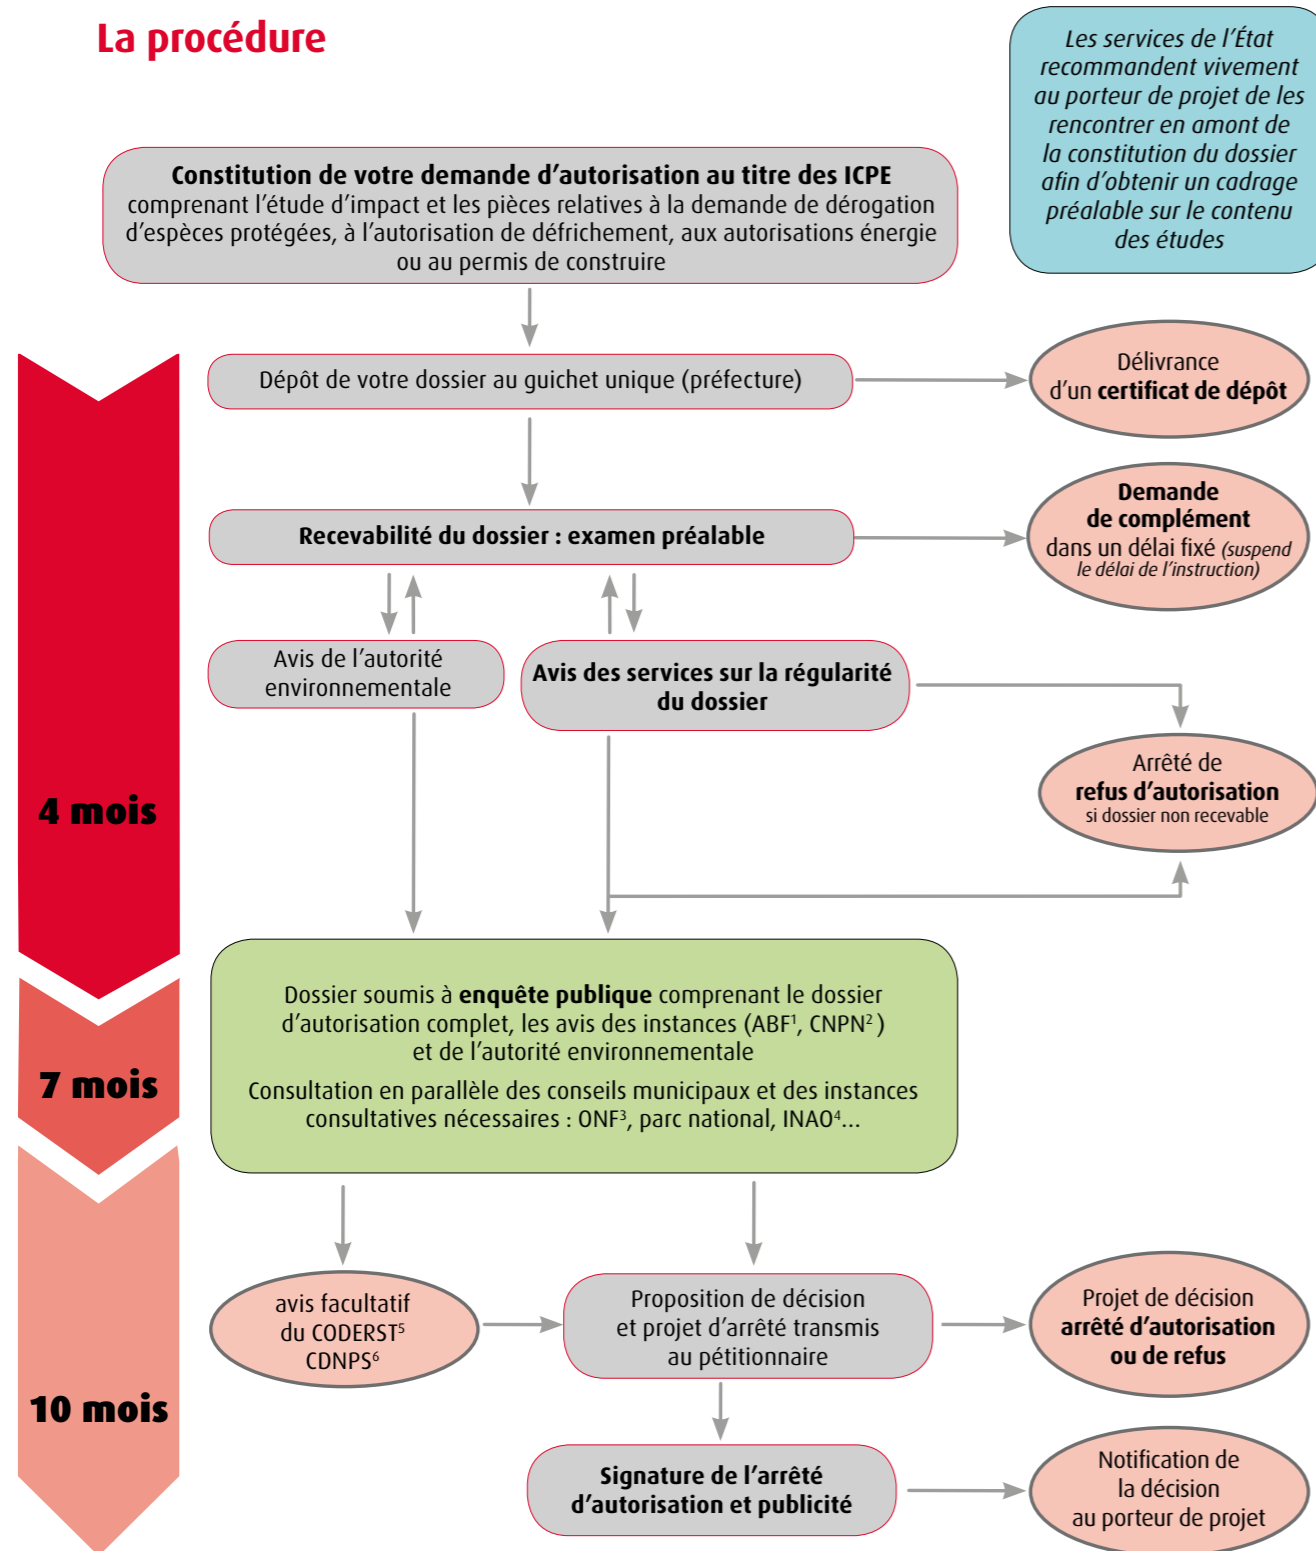 La procédure
Les services de l’État
recommandent vivement
au porteur de projet de les
rencontrer en amont de
la constitution du dossier
afin d’obtenir un cadrage
préalable sur le contenu
des études
Constitution de votre demande d’autorisation au titre des ICPE
comprenant l’étude d’impact et les pièces relatives à la demande de dérogation
d’espèces protégées, à l’autorisation de défrichement, aux autorisations énergie
ou au permis de construire
Dépôt de votre dossier au guichet unique (préfecture)
Délivrance
d’un certificat de dépôt
Recevabilité du dossier : examen préalable
Demande
de complément
dans un délai fixé (suspend
le délai de l’instruction)
Avis de l’autorité
environnementale
Avis des services sur la régularité
du dossier
Arrêté de
refus d’autorisation
si dossier non recevable
4 mois
Dossier soumis à enquête publique comprenant le dossier
d’autorisation complet, les avis des instances (ABF¹, CNPN² )
et de l’autorité environnementale
Consultation en parallèle des conseils municipaux et des instances
consultatives nécessaires : ONF³, parc national, INAO⁴...
7 mois
avis facultatif
du CODERST⁵
CDNPS⁶
Proposition de décision
et projet d’arrêté transmis
au pétitionnaire
Projet de décision
arrêté d’autorisation
ou de refus
10 mois
Signature de l’arrêté
d’autorisation et publicité
Notification de
la décision
au porteur de projet